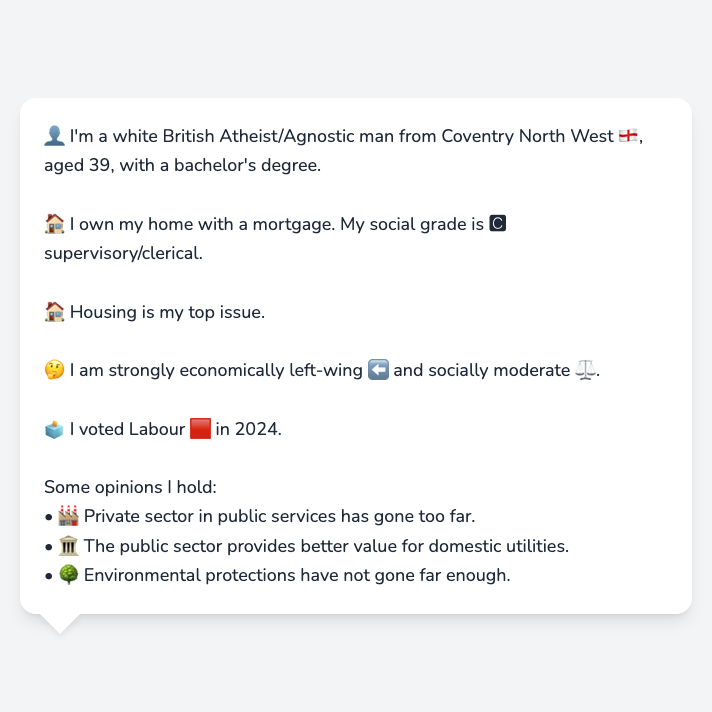 👤 I'm a white British Atheist/Agnostic man from Coventry North West 🏴󠁧󠁢󠁥󠁮󠁧󠁿,
aged 39, with a bachelor's degree.
🏠 I own my home with a mortgage. My social grade is 🅲
supervisory/clerical.
🏠 Housing is my top issue.
🤔 I am strongly economically left-wing ⬅️ and socially moderate ⚖️.
🗳️ I voted Labour 🟥 in 2024.
Some opinions I hold:
• 🏭 Private sector in public services has gone too far.
• 🏛️ The public sector provides better value for domestic utilities.
• 🌳 Environmental protections have not gone far enough.